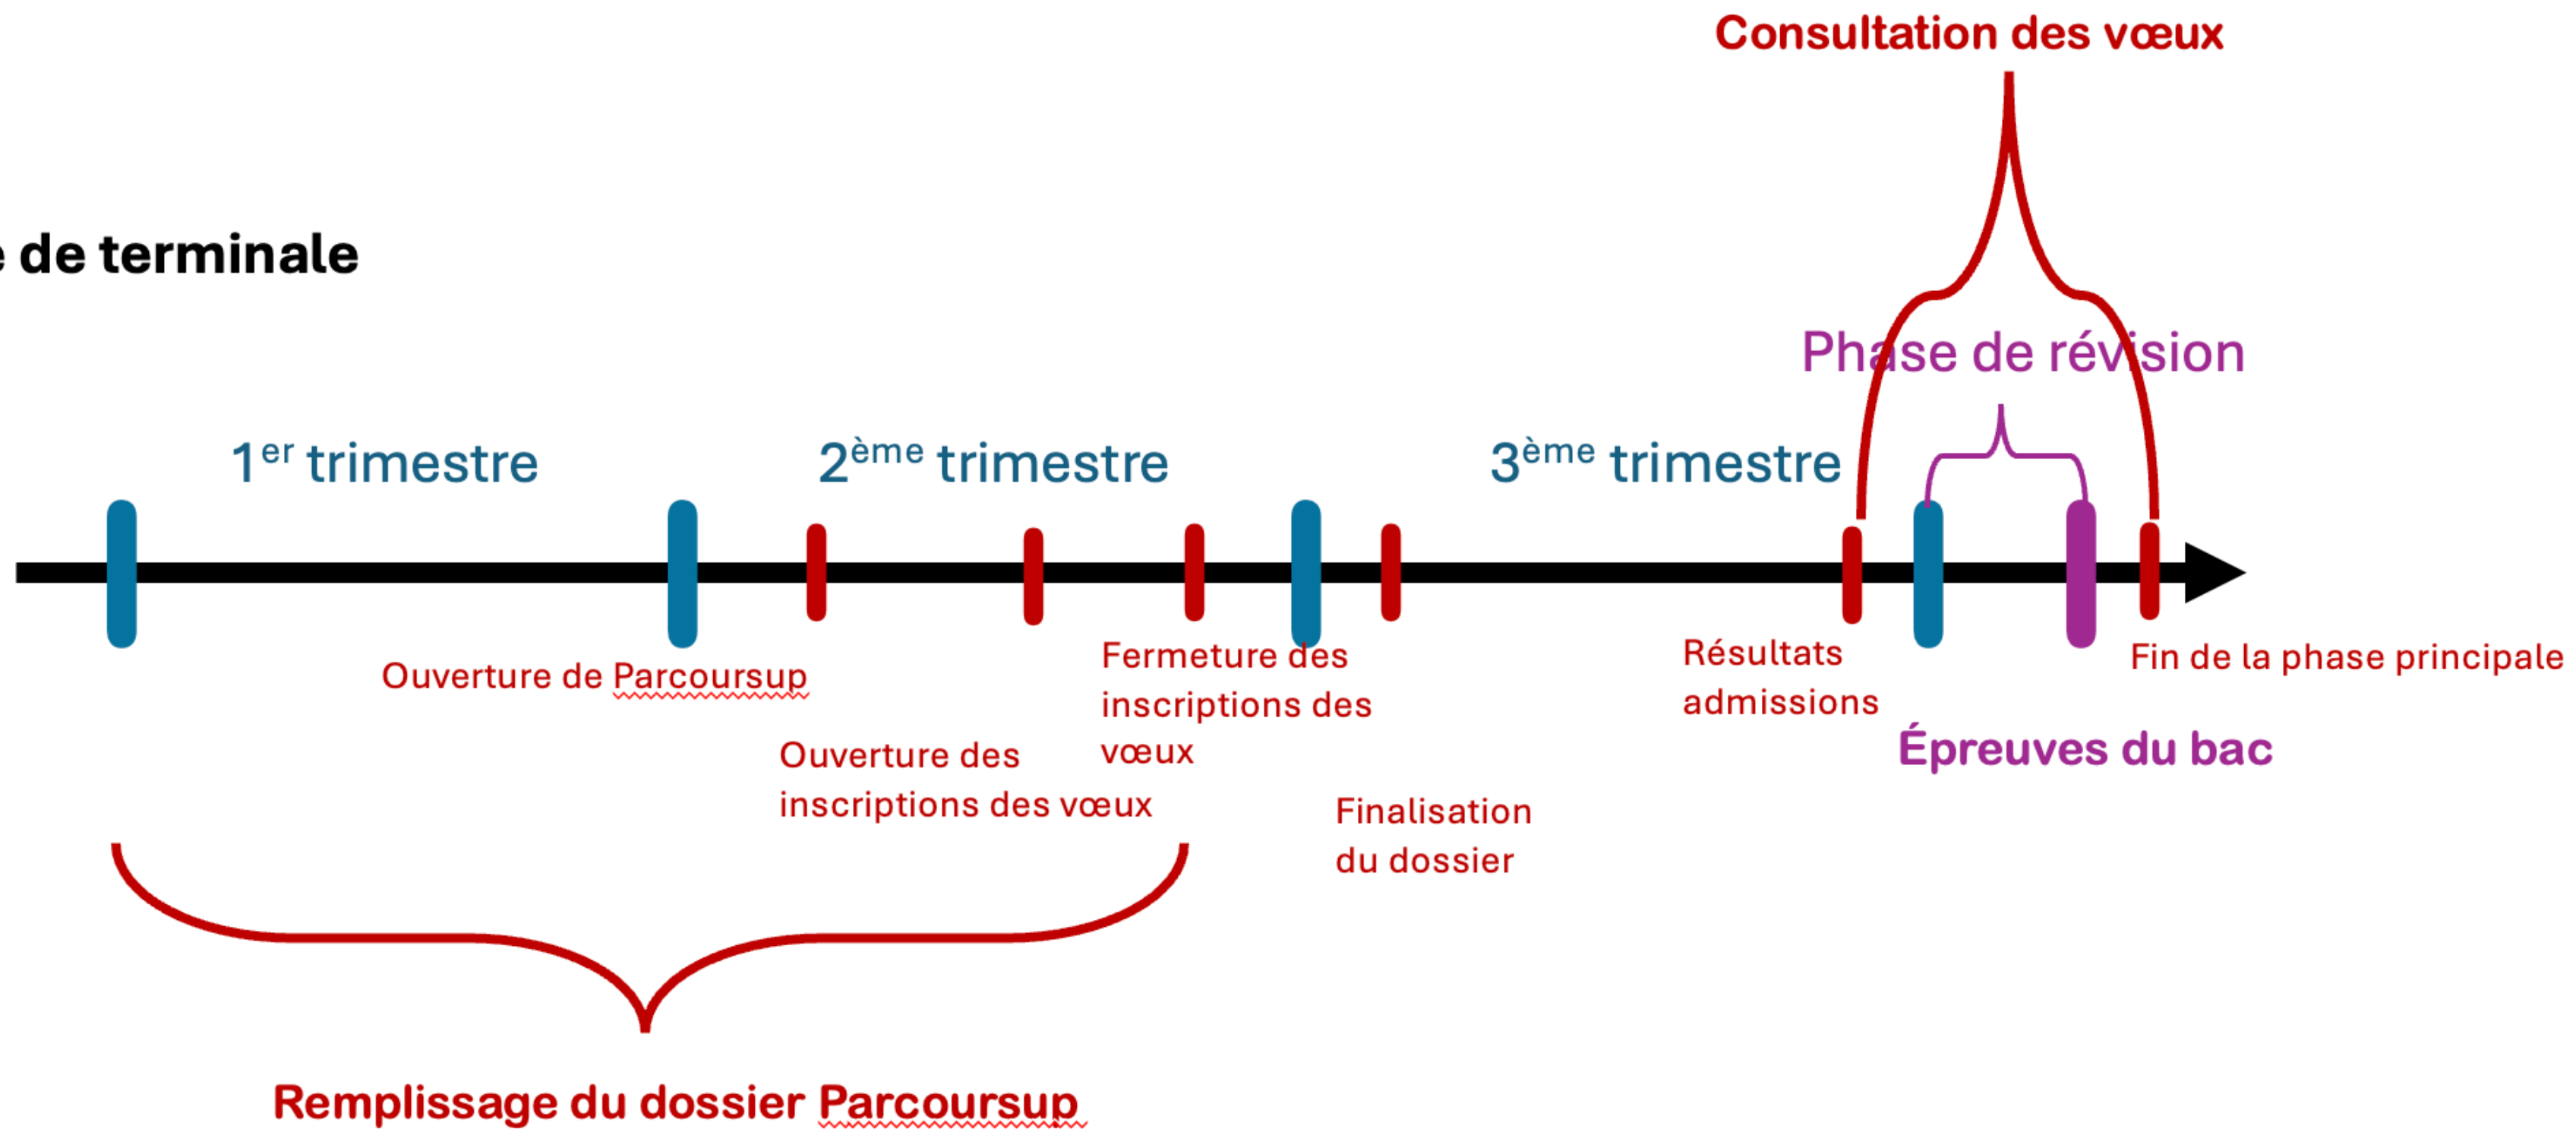 Consultation des vœux
e de terminale
Phase de révision
1er trimestre
2ème trimestre
3ème trimestre
Ouverture de Parcoursup
Fermeture des
inscriptions des
vœux
Résultats
admissions
Fin de la phase principale
Ouverture des
inscriptions des vœux
Épreuves du bac
Finalisation
du dossier
Remplissage du dossier Parcoursup